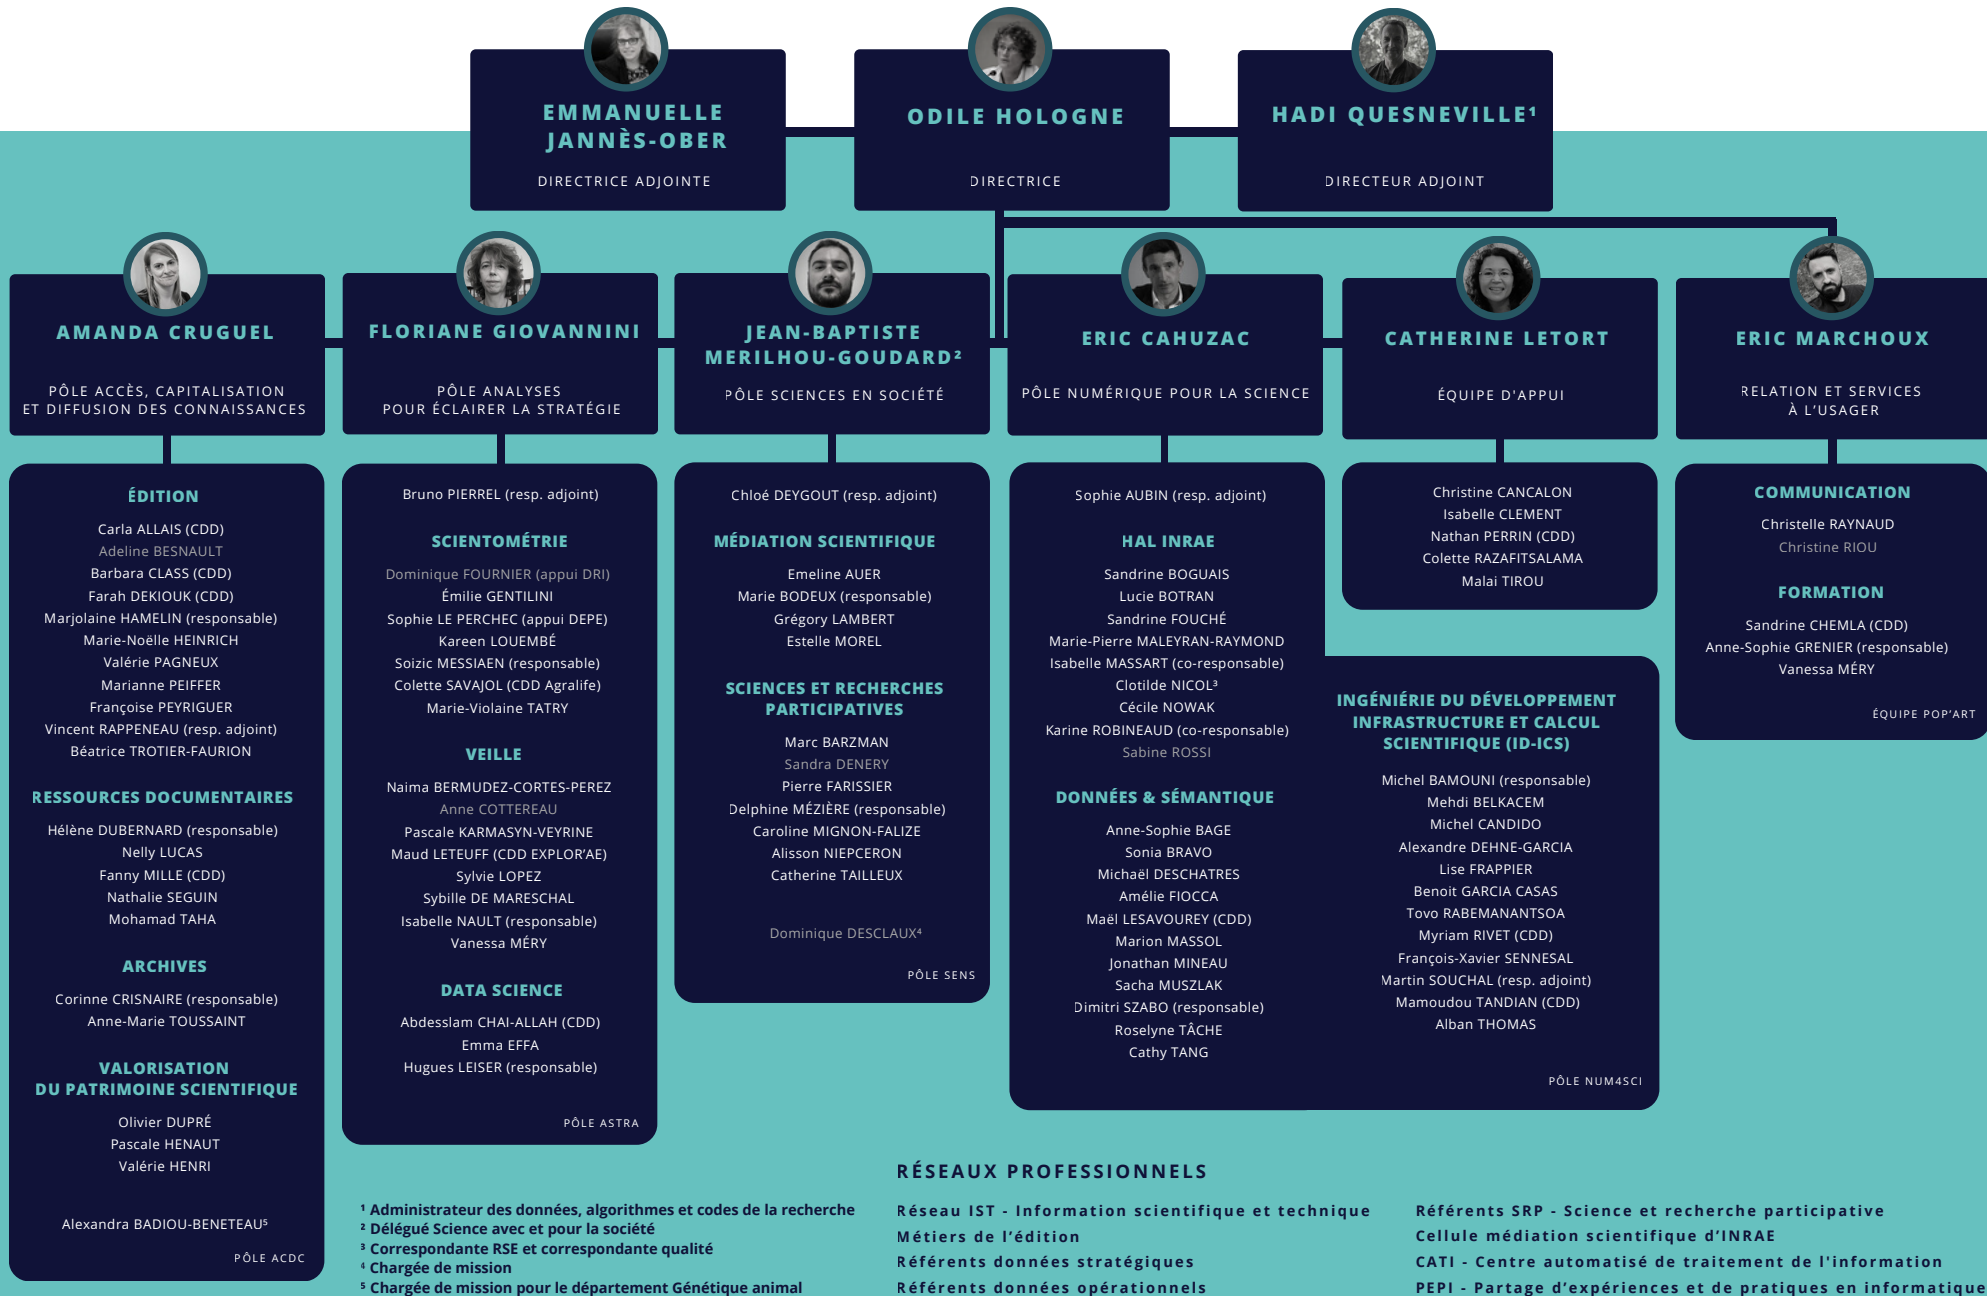 EMMANUELLE
JANNÈS-OBER
DIRECTRICE ADJOINTE
ODILE HOLOGNE
DIRECTRICE
HADI QUESNEVILLE¹
DIRECTEUR ADJOINT
AMANDA CRUGUEL
PÔLE ACCÈS, CAPITALISATION
ET DIFFUSION DES CONNAISSANCES
FLORIANE GIOVANNINI
PÔLE ANALYSES
POUR ÉCLAIRER LA STRATÉGIE
JEAN-BAPTISTE
MERILHOU-GOUDARD²
PÔLE SCIENCES EN SOCIÉTÉ
ERIC CAHUZAC
PÔLE NUMÉRIQUE POUR LA SCIENCE
CATHERINE LETORT
ÉQUIPE D'APPUI
ERIC MARCHOUX
RELATION ET SERVICES
À L’USAGER
ÉDITION
Carla ALLAIS (CDD)
Adeline BESNAULT
Barbara CLASS (CDD)
Farah DEKIOUK (CDD)
Marjolaine HAMELIN (responsable)
Marie-Noëlle HEINRICH
Valérie PAGNEUX
Marianne PEIFFER
Françoise PEYRIGUER
Vincent RAPPENEAU (resp. adjoint)
Béatrice TROTIER-FAURION
RESSOURCES DOCUMENTAIRES
Hélène DUBERNARD (responsable)
Nelly LUCAS
Fanny MILLE (CDD)
Nathalie SEGUIN
Mohamad TAHA
ARCHIVES
Corinne CRISNAIRE (responsable)
Anne-Marie TOUSSAINT
VALORISATION
DU PATRIMOINE SCIENTIFIQUE
Olivier DUPRÉ
Pascale HENAUT
Valérie HENRI
Alexandra BADIOU-BENETEAU⁵
PÔLE ACDC
Bruno PIERREL (resp. adjoint)
SCIENTOMÉTRIE
Dominique FOURNIER (appui DRI)
Émilie GENTILINI
Sophie LE PERCHEC (appui DEPE)
Kareen LOUEMBÉ
Soizic MESSIAEN (responsable)
Colette SAVAJOL (CDD Agralife)
Marie-Violaine TATRY
VEILLE
Naima BERMUDEZ-CORTES-PEREZ
Anne COTTEREAU
Pascale KARMASYN-VEYRINE
Maud LETEUFF (CDD EXPLOR’AE)
Sylvie LOPEZ
Sybille DE MARESCHAL
Isabelle NAULT (responsable)
Vanessa MÉRY
DATA SCIENCE
Abdesslam CHAI-ALLAH (CDD)
Emma EFFA
Hugues LEISER (responsable)
PÔLE ASTRA
Chloé DEYGOUT (resp. adjoint)
MÉDIATION SCIENTIFIQUE
Emeline AUER
Marie BODEUX (responsable)
Grégory LAMBERT
Estelle MOREL
SCIENCES ET RECHERCHES
PARTICIPATIVES
Marc BARZMAN
Sandra DENERY
Pierre FARISSIER
Delphine MÉZIÈRE (responsable)
Caroline MIGNON-FALIZE
Alisson NIEPCERON
Catherine TAILLEUX
Dominique DESCLAUX⁴
PÔLE SENS
Sophie AUBIN (resp. adjoint)
HAL INRAE
Sandrine BOGUAIS
Lucie BOTRAN
Sandrine FOUCHÉ
Marie-Pierre MALEYRAN-RAYMOND
Isabelle MASSART (co-responsable)
Clotilde NICOL³
Cécile NOWAK
Karine ROBINEAUD (co-responsable)
Sabine ROSSI
DONNÉES & SÉMANTIQUE
Anne-Sophie BAGE
Sonia BRAVO
Michaël DESCHATRES
Amélie FIOCCA
Maël LESAVOUREY (CDD)
Marion MASSOL
Jonathan MINEAU
Sacha MUSZLAK
Dimitri SZABO (responsable)
Roselyne TÂCHE
Cathy TANG
Christine CANCALON
Isabelle CLEMENT
Nathan PERRIN (CDD)
Colette RAZAFITSALAMA
Malai TIROU
INGÉNIÉRIE DU DÉVELOPPEMENT
INFRASTRUCTURE ET CALCUL
SCIENTIFIQUE (ID-ICS)
Michel BAMOUNI (responsable)
Mehdi BELKACEM
Michel CANDIDO
Alexandre DEHNE-GARCIA
Lise FRAPPIER
Benoit GARCIA CASAS
Tovo RABEMANANTSOA
Myriam RIVET (CDD)
François-Xavier SENNESAL
Martin SOUCHAL (resp. adjoint)
Mamoudou TANDIAN (CDD)
Alban THOMAS
PÔLE NUM4SCI
COMMUNICATION
Christelle RAYNAUD
Christine RIOU
FORMATION
Sandrine CHEMLA (CDD)
Anne-Sophie GRENIER (responsable)
Vanessa MÉRY
ÉQUIPE POP’ART
¹ Administrateur des données, algorithmes et codes de la recherche
² Délégué Science avec et pour la société
³ Correspondante RSE et correspondante qualité
⁴ Chargée de mission
⁵ Chargée de mission pour le département Génétique animal
RÉSEAUX PROFESSIONNELS
Réseau IST - Information scientifique et technique
Métiers de l’édition
Référents données stratégiques
Référents données opérationnels
Référents SRP - Science et recherche participative
Cellule médiation scientifique d’INRAE
CATI - Centre automatisé de traitement de l'information
PEPI - Partage d’expériences et de pratiques en informatique